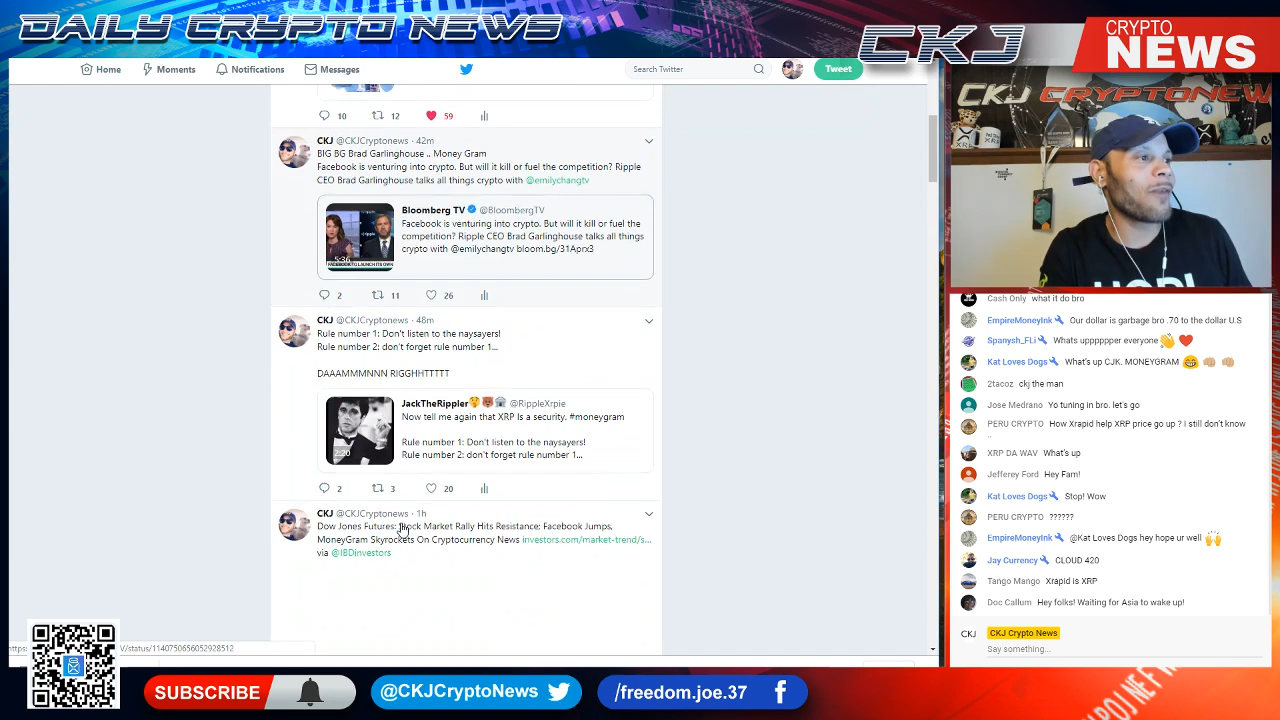 DAILY CRYPTO NEWS
CKJ
CRYPTO
NEWS
Home
Moments
Notifications
Messages
Search Twitter
Tweet
10 12 59
CKJ @CKJCryptonews · 42m
BIG BG Brad Garlinghouse .. Money Gram
Facebook is venturing into crypto. But will it kill or fuel the competition? Ripple
CEO Brad Garlinghouse talks all things crypto with @emilychangtv
Bloomberg TV @BloombergTV
Facebook is venturing into crypto. But will it kill or fuel the
competition? Ripple CEO Brad Garlinghouse talks all things
crypto with @emilychangtv bloom.bg/31Aprx3
5:36
FACEBOOK TO LAUNCH ITS OWN
2 11 26
CKJ @CKJCryptonews · 48m
Rule number 1: Don't listen to the naysayers!
Rule number 2: don't forget rule number 1...
DAAAMMMNNN RIGGHHTTTTT
JackTheRippler @RippleXrpie
Now tell me again that XRP Is a security. #moneygram
Rule number 1: Don't listen to the naysayers!
Rule number 2: don't forget rule number 1...
2:20
2 3 20
CKJ @CKJCryptonews · 1h
Dow Jones Futures: Stock Market Rally Hits Resistance; Facebook Jumps,
MoneyGram Skyrockets On Cryptocurrency News investors.com/market-trend/s...
via @IBDinvestors
/status/1140750656052928512
CKJ CRYPTONEW
Cash Only what it do bro
EmpireMoneyInk Our dollar is garbage bro .70 to the dollar U.S
Spanysh_FLi Whats upppppper everyone
Kat Loves Dogs What's up CJK. MONEYGRAM
2tacoz ckj the man
Jose Medrano Yo tuning in bro. let's go
PERU CRYPTO How Xrapid help XRP price go up ? I still don't know
..
XRP DA WAV What's up
Jefferey Ford Hey Fam!
Kat Loves Dogs Stop! Wow
PERU CRYPTO ??????
EmpireMoneyInk @Kat Loves Dogs hey hope ur well
Jay Currency CLOUD 420
Tango Mango Xrapid is XRP
Doc Callum Hey folks! Waiting for Asia to wake up!
CKJ CKJ Crypto News
Say something...
SUBSCRIBE
@CKJCryptoNews
/freedom.joe.37